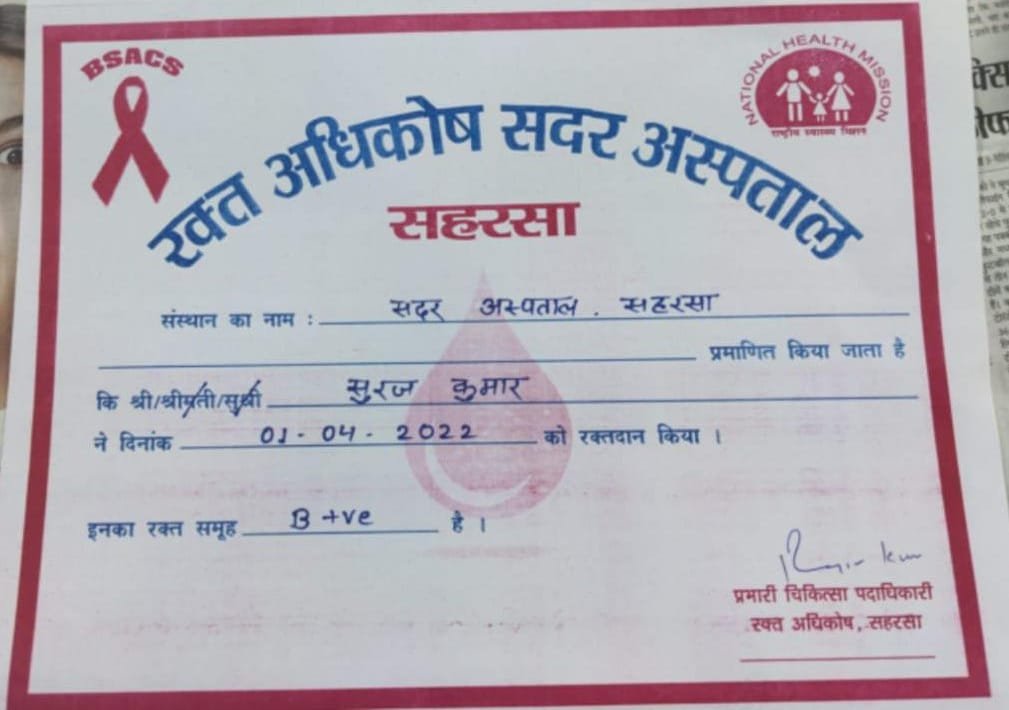 BSACS
NATIONAL HEALTH MISSION
राष्ट्रीय स्वास्थ्य मिशन
रक्त अधिकोष सदर अस्पताल
सहरसा
संस्थान का नाम : सदर अस्पताल. सहरसा
प्रमाणित किया जाता है
कि श्री/श्रीमती/सुश्री सुरज कुमार
ने दिनांक 01-04-2022 को रक्तदान किया ।
इनका रक्त समूह B +ve है ।
प्रभारी चिकित्सा पदाधिकारी
रक्त अधिकोष, सहरसा